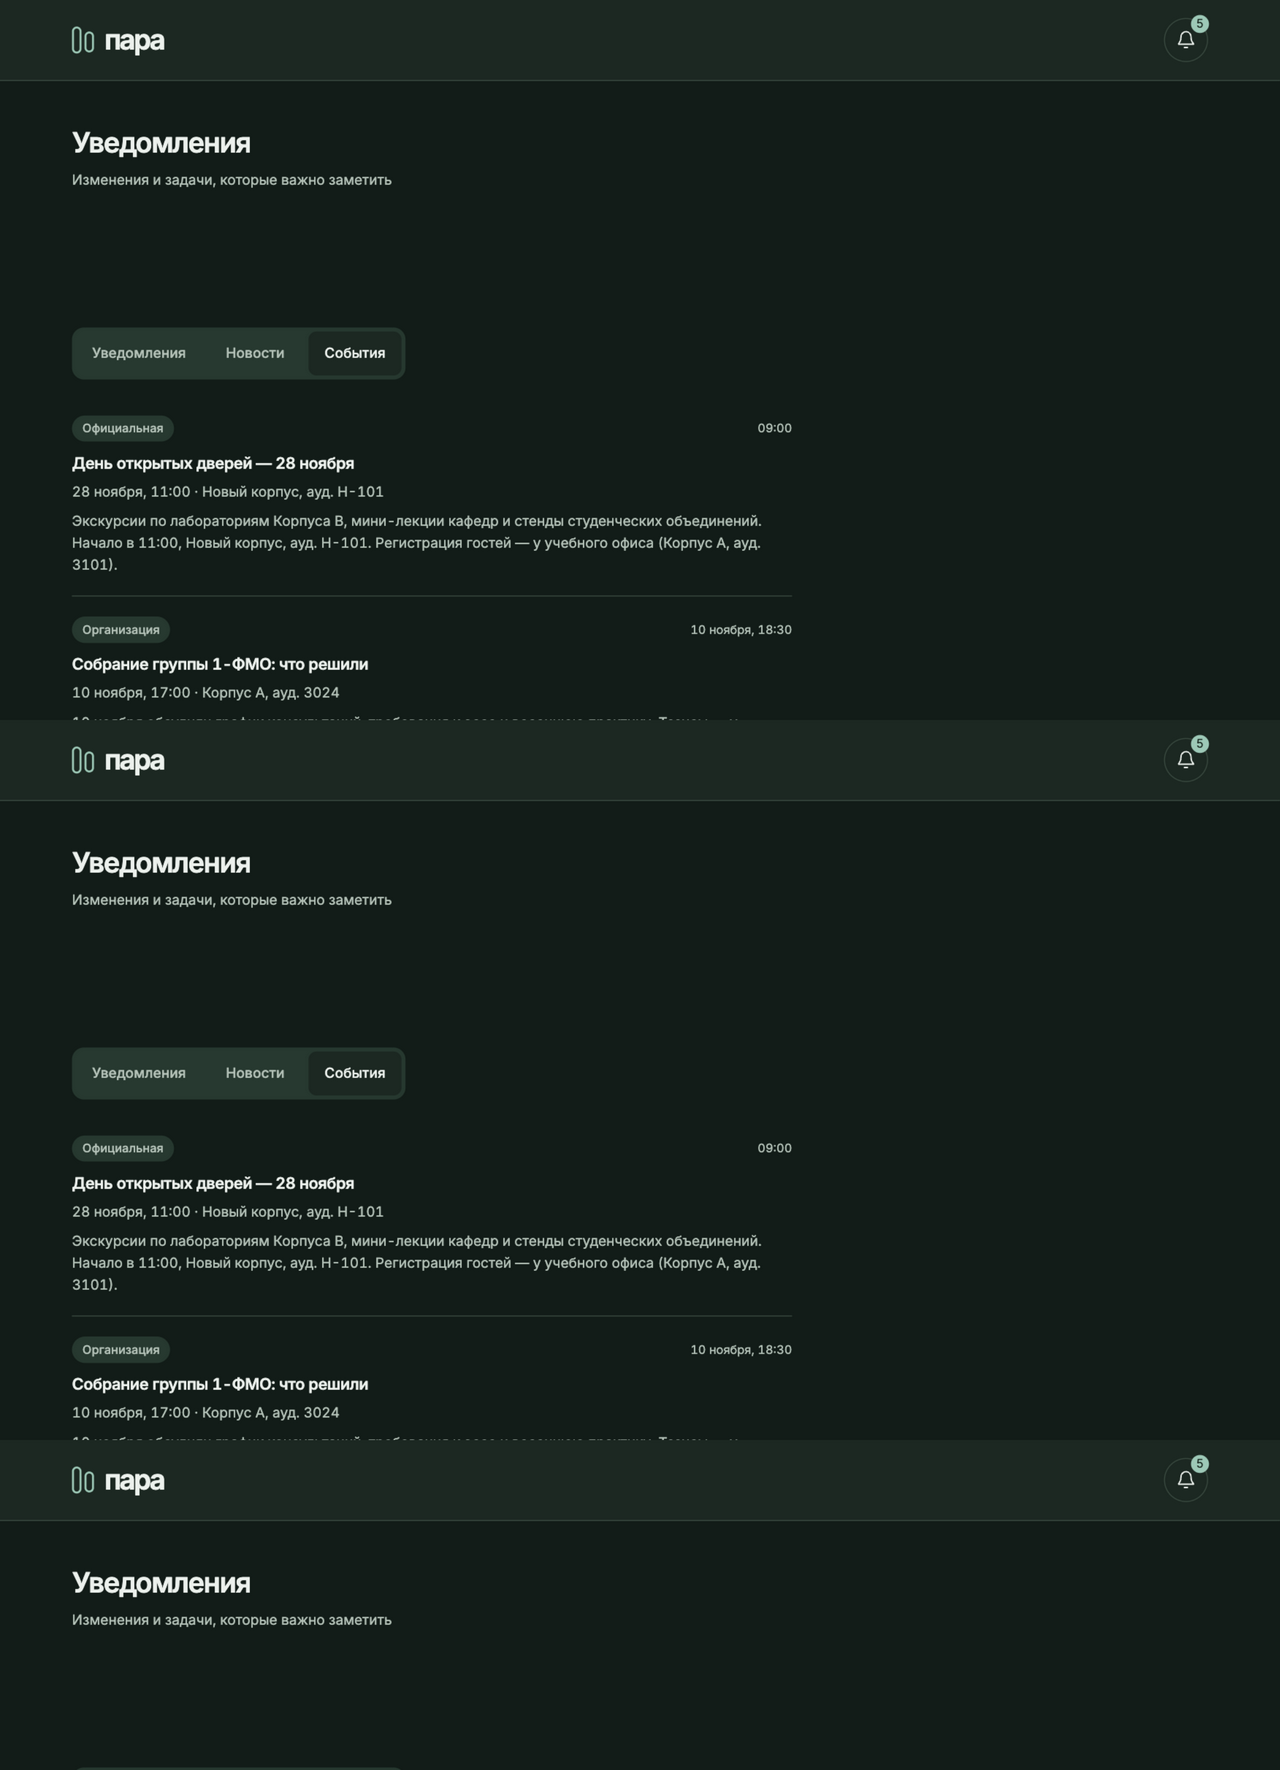 пара
5
Уведомления
Изменения и задачи, которые важно заметить
Уведомления Новости События
Официальная 09:00
День открытых дверей — 28 ноября
28 ноября, 11:00 · Новый корпус, ауд. Н-101
Экскурсии по лабораториям Корпуса В, мини-лекции кафедр и стенды студенческих объединений.
Начало в 11:00, Новый корпус, ауд. Н-101. Регистрация гостей — у учебного офиса (Корпус А, ауд.
3101).
Организация 10 ноября, 18:30
Собрание группы 1-ФМО: что решили
10 ноября, 17:00 · Корпус А, ауд. 3024
пара
5
Уведомления
Изменения и задачи, которые важно заметить
Уведомления Новости События
Официальная 09:00
День открытых дверей — 28 ноября
28 ноября, 11:00 · Новый корпус, ауд. Н-101
Экскурсии по лабораториям Корпуса В, мини-лекции кафедр и стенды студенческих объединений.
Начало в 11:00, Новый корпус, ауд. Н-101. Регистрация гостей — у учебного офиса (Корпус А, ауд.
3101).
Организация 10 ноября, 18:30
Собрание группы 1-ФМО: что решили
10 ноября, 17:00 · Корпус А, ауд. 3024
пара
5
Уведомления
Изменения и задачи, которые важно заметить